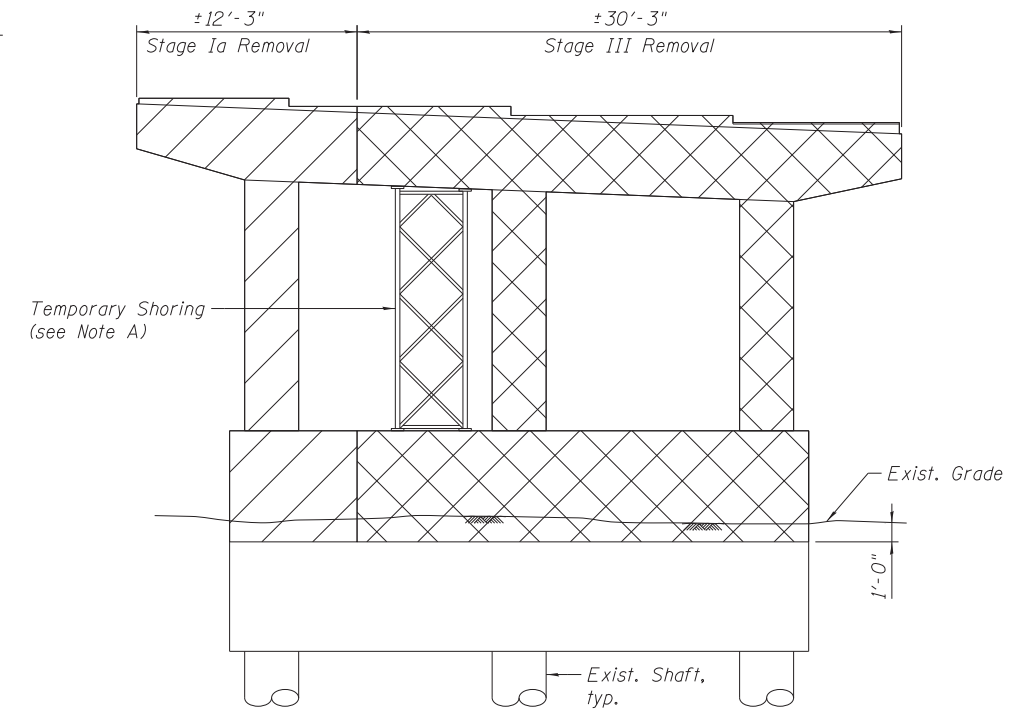 ±12'-3"
Stage Ia Removal
±30'-3"
Stage III Removal
Temporary Shoring
(see Note A)
Exist. Grade
1'-0"
Exist. Shaft,
typ.